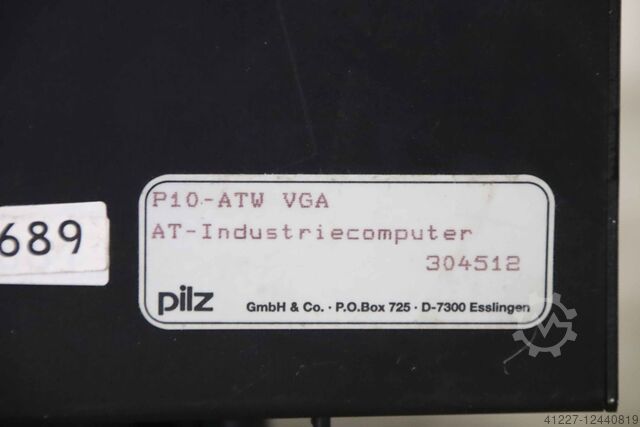 P10-ATW VGA
AT-Industriecomputer
304512
689
pilz GmbH & Co. · P.O.Box 725 · D-7300 Esslingen
41227-12440819